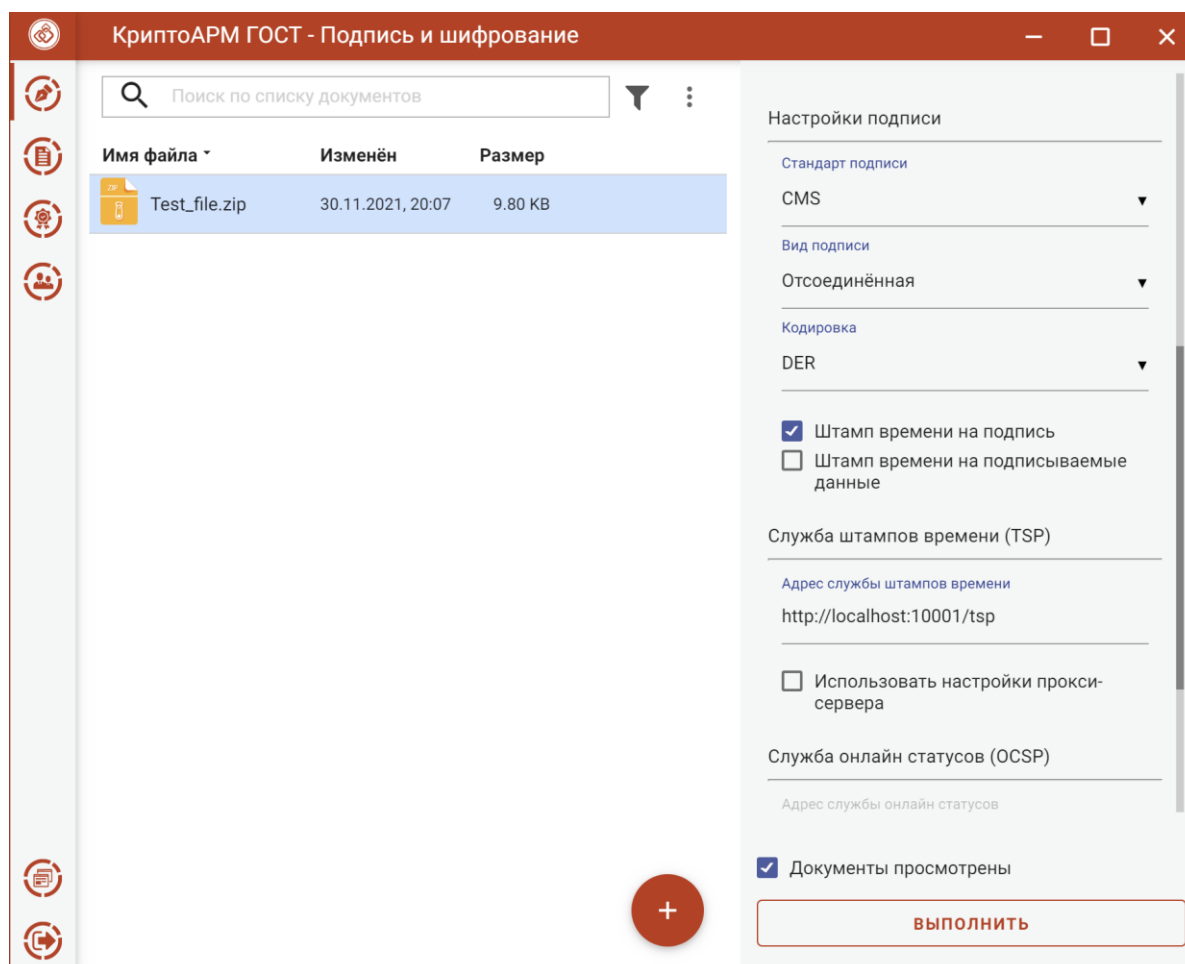 КриптоАРМ ГОСТ - Подпись и шифрование
Поиск по списку документов
Имя файла Изменён Размер
ZIP
Test_file.zip 30.11.2021, 20:07 9.80 KB
Настройки подписи
Стандарт подписи
CMS
Вид подписи
Отсоединённая
Кодировка
DER
Штамп времени на подпись
Штамп времени на подписываемые
данные
Служба штампов времени (TSP)
Адрес службы штампов времени
http://localhost:10001/tsp
Использовать настройки прокси-
сервера
Служба онлайн статусов (OCSP)
Адрес службы онлайн статусов
Документы просмотрены
ВЫПОЛНИТЬ